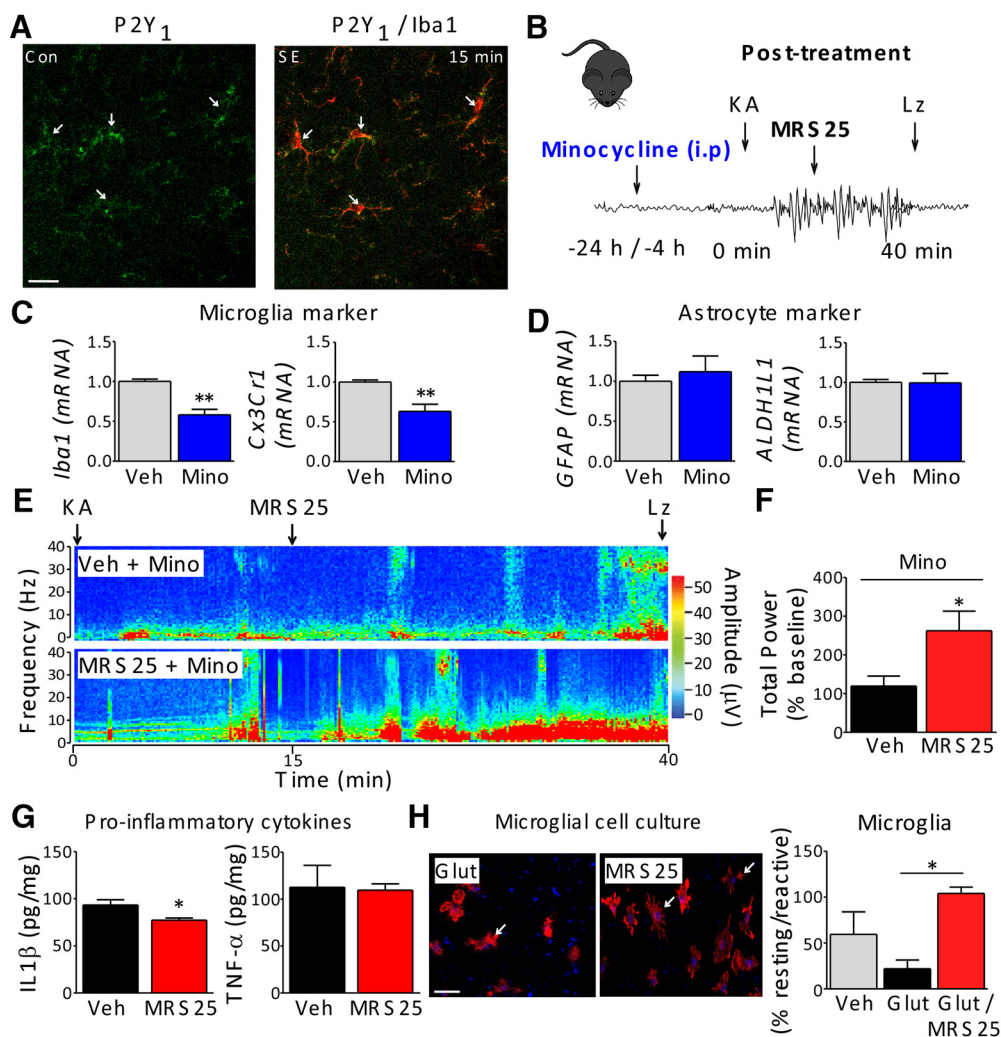 A
P2Y1
P2Y1 / Iba1
Con
SE
15 min
B
Post-treatment
KA
Lz
MRS 25
Minocycline (i.p)
-24 h / -4 h
0 min
40 min
C
Microglia marker
Iba1 (mRNA)
1.5
1.0
0.5
0.0
**
Veh
Mino
Cx3Cr1
(mRNA)
1.5
1.0
0.5
0.0
**
Veh
Mino
D
Astrocyte marker
GFAP (mRNA)
1.5
1.0
0.5
0.0
Veh
Mino
ALDH1L1
(mRNA)
1.5
1.0
0.5
0.0
Veh
Mino
E
KA
MRS 25
Lz
Frequency (Hz)
40
30
20
10
0
Veh + Mino
40
30
20
10
0
MRS 25 + Mino
0
15
40
Time (min)
50
40
30
20
10
0
Amplitude (µV)
F
Mino
Total Power
(% baseline)
400
300
200
100
0
*
Veh
MRS 25
G
Pro-inflammatory cytokines
IL1β (pg/mg)
150
100
50
0
*
Veh
MRS 25
TNF-α (pg/mg)
150
100
50
0
Veh
MRS 25
H
Microglial cell culture
Glut
MRS 25
Microglia
(% resting/reactive)
150
100
50
0
*
Veh
Glut
Glut /
MRS 25